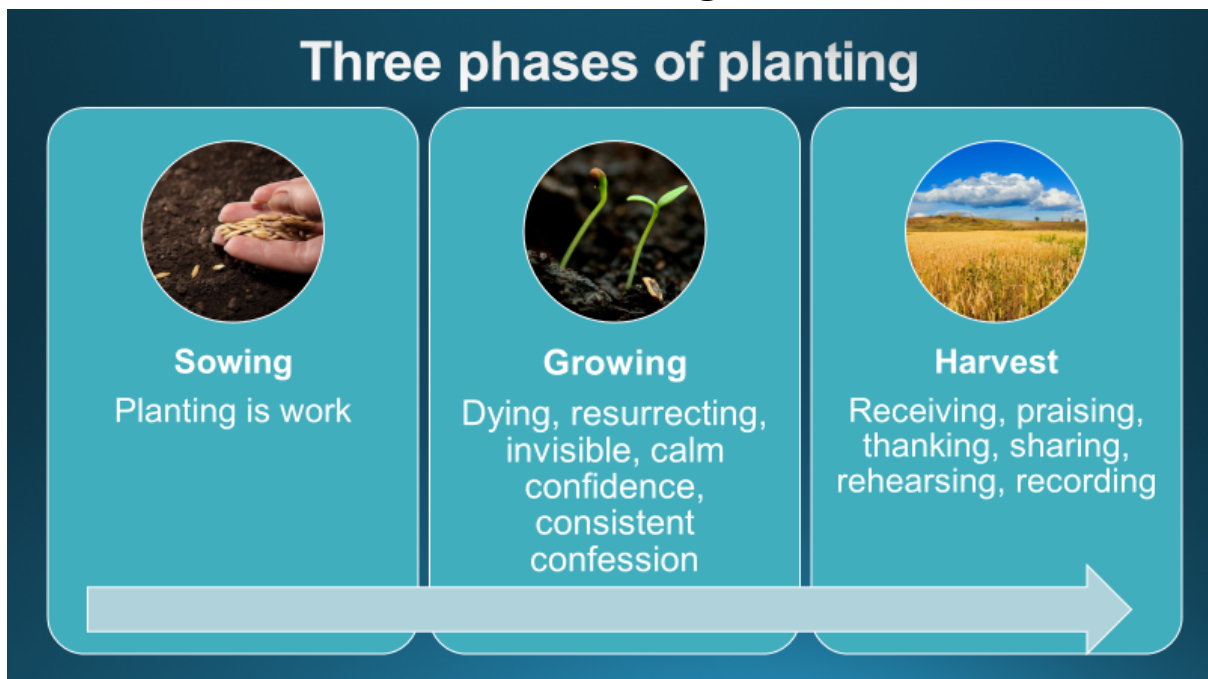 Three phases of planting
Sowing
Planting is work
Growing
Dying, resurrecting,
invisible, calm
confidence,
consistent
confession
Harvest
Receiving, praising,
thanking, sharing,
rehearsing, recording